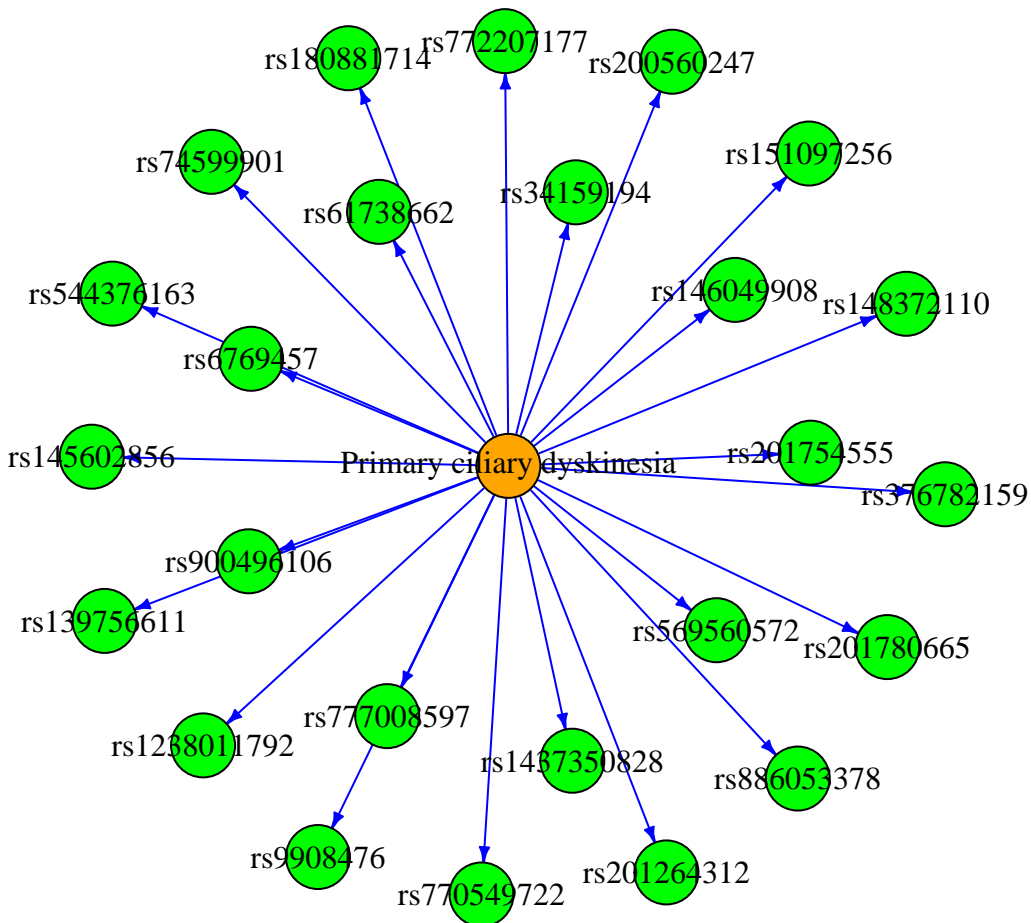 rs772207177
rs180881714
rs200560247
rs151097256
rs74599901
rs34159194
rs61738662
rs146049908
rs544376163
rs148372110
rs6769457
rs201754555
rs145602856
Primary ciliary dyskinesia
rs376782159
rs900496106
rs139756611
rs569560572
rs201780665
rs777008597
rs1238011792
rs1437350828
rs886053378
rs9908476
rs201264312
rs770549722